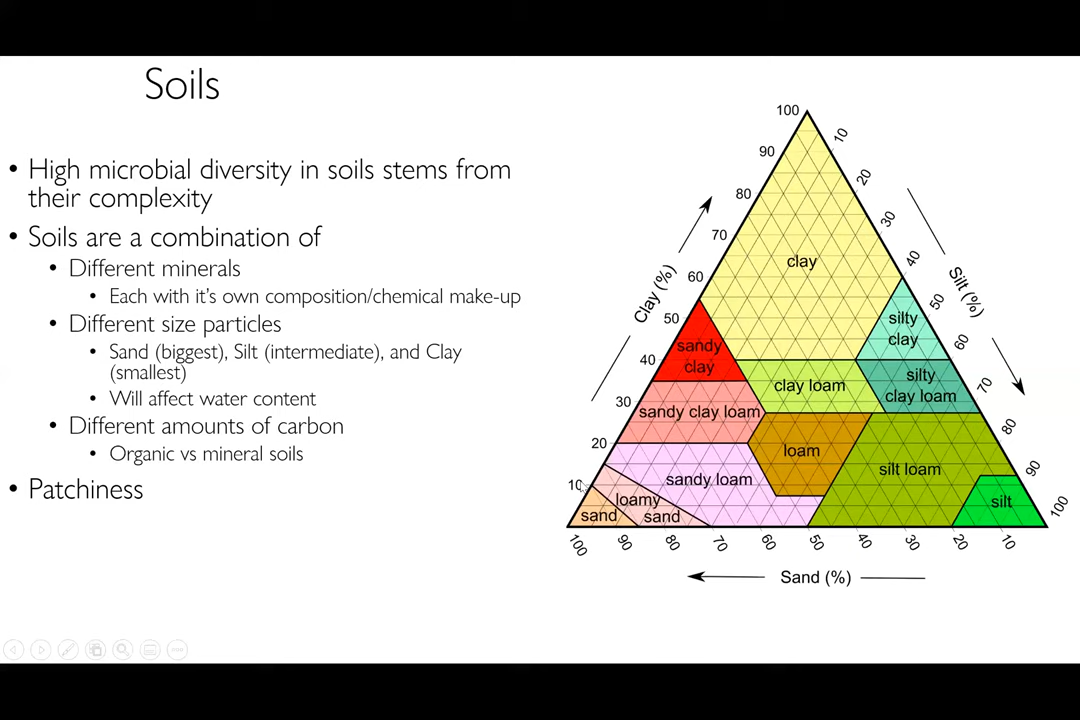 Soils
• High microbial diversity in soils stems from
their complexity
• Soils are a combination of
• Different minerals
• Each with it's own composition/chemical make-up
• Different size particles
• Sand (biggest), Silt (intermediate), and Clay
(smallest)
• Will affect water content
• Different amounts of carbon
• Organic vs mineral soils
• Patchiness
100
90
80
70
60
50
40
30
20
10
Clay (%)
10
20
30
40
50
60
70
80
90
100
Silt (%)
clay
silty
clay
sandy
clay
clay loam
silty
clay loam
sandy clay loam
loam
silt loam
sandy loam
loamy
sand
sand
silt
100
90
80
70
60
50
40
30
20
10
Sand (%)